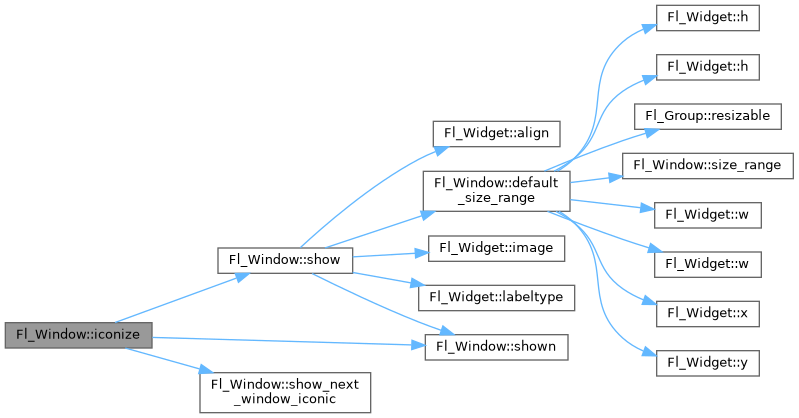 Fl_Widget::h
Fl_Widget::h
Fl_Group::resizable
Fl_Widget::align
Fl_Window::size_range
Fl_Window::default
_size_range
Fl_Widget::w
Fl_Widget::image
Fl_Window::show
Fl_Widget::w
Fl_Widget::labeltype
Fl_Widget::x
Fl_Window::iconize
Fl_Window::shown
Fl_Widget::y
Fl_Window::show_next
_window_iconic